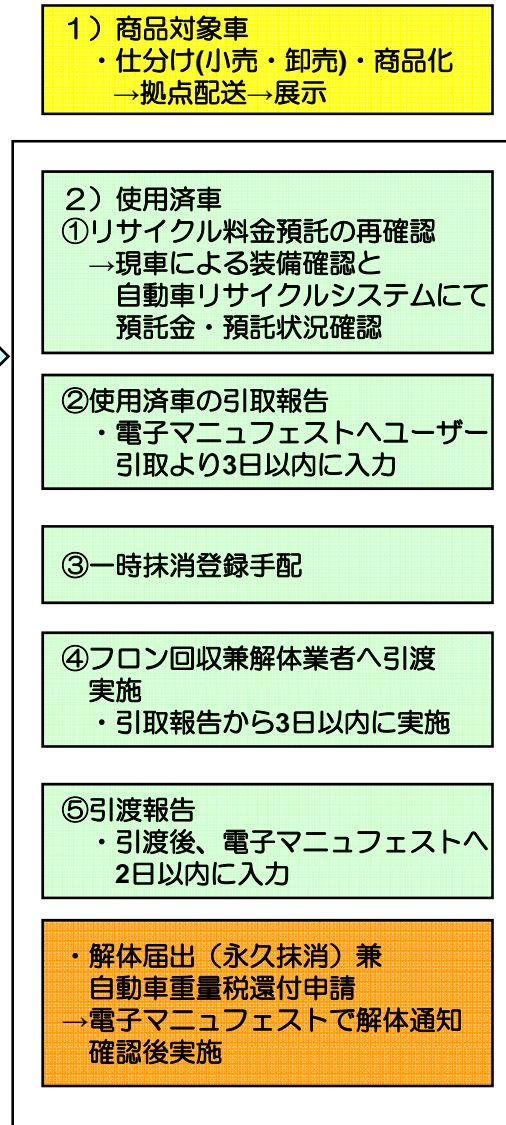 １）商品対象車
・仕分け(小売・卸売)・商品化
→拠点配送→展示
２）使用済車
①リサイクル料金預託の再確認
→現車による装備確認と
自動車リサイクルシステムにて
預託金・預託状況確認
②使用済車の引取報告
・電子マニュフェストへユーザー
引取より3日以内に入力
③一時抹消登録手配
④フロン回収兼解体業者へ引渡
実施
・引取報告から3日以内に実施
⑤引渡報告
・引渡後、電子マニュフェストへ
2日以内に入力
・解体届出（永久抹消）兼
自動車重量税還付申請
→電子マニュフェストで解体通知
確認後実施